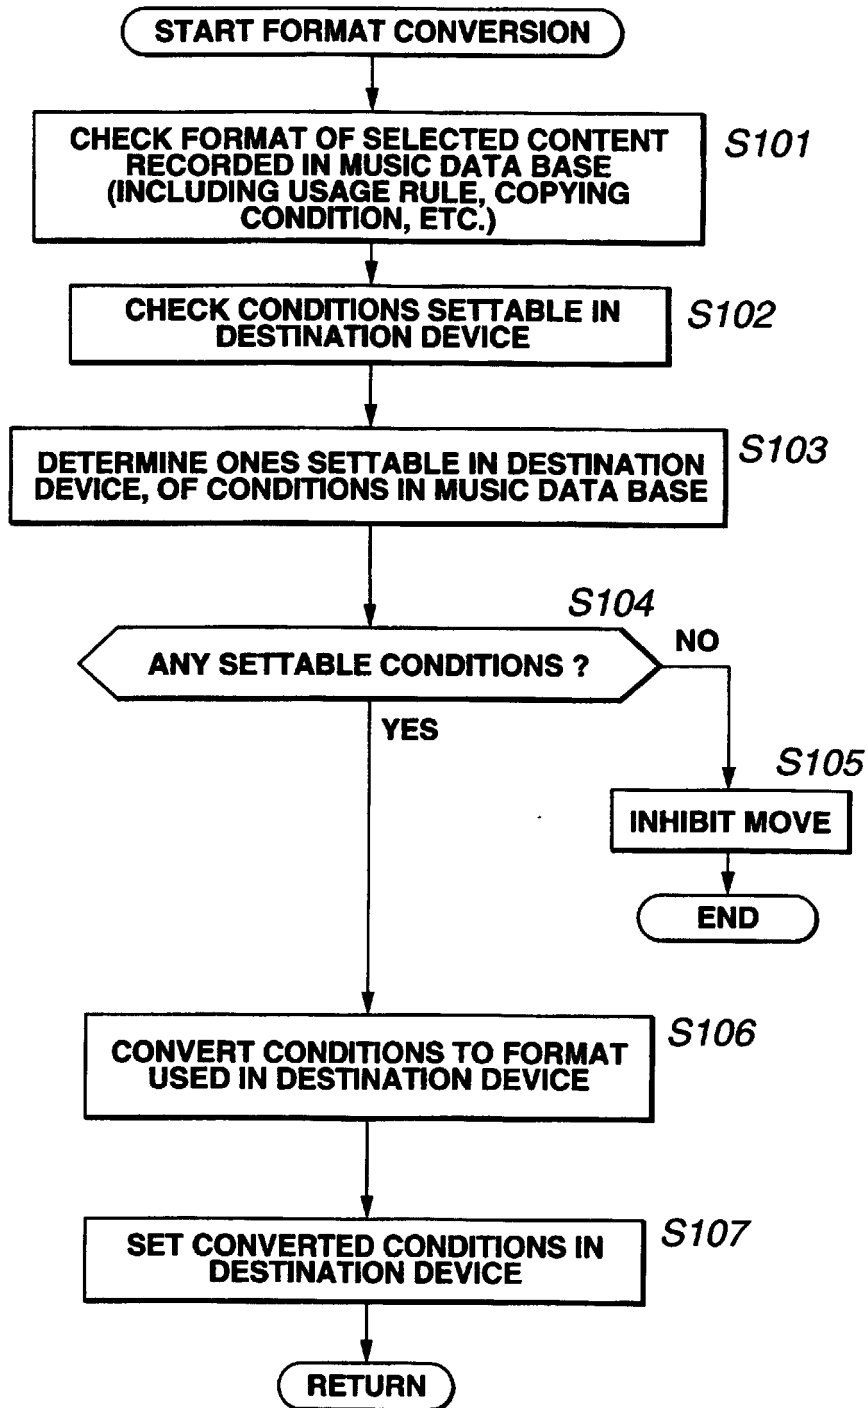 START FORMAT CONVERSION
CHECK FORMAT OF SELECTED CONTENT
RECORDED IN MUSIC DATA BASE
(INCLUDING USAGE RULE, COPYING
CONDITION, ETC.)
S101
CHECK CONDITIONS SETTABLE IN
DESTINATION DEVICE
S102
DETERMINE ONES SETTABLE IN DESTINATION
DEVICE, OF CONDITIONS IN MUSIC DATA BASE
S103
S104
ANY SETTABLE CONDITIONS ?
NO
YES
S105
INHIBIT MOVE
END
CONVERT CONDITIONS TO FORMAT
USED IN DESTINATION DEVICE
S106
SET CONVERTED CONDITIONS IN
DESTINATION DEVICE
S107
RETURN